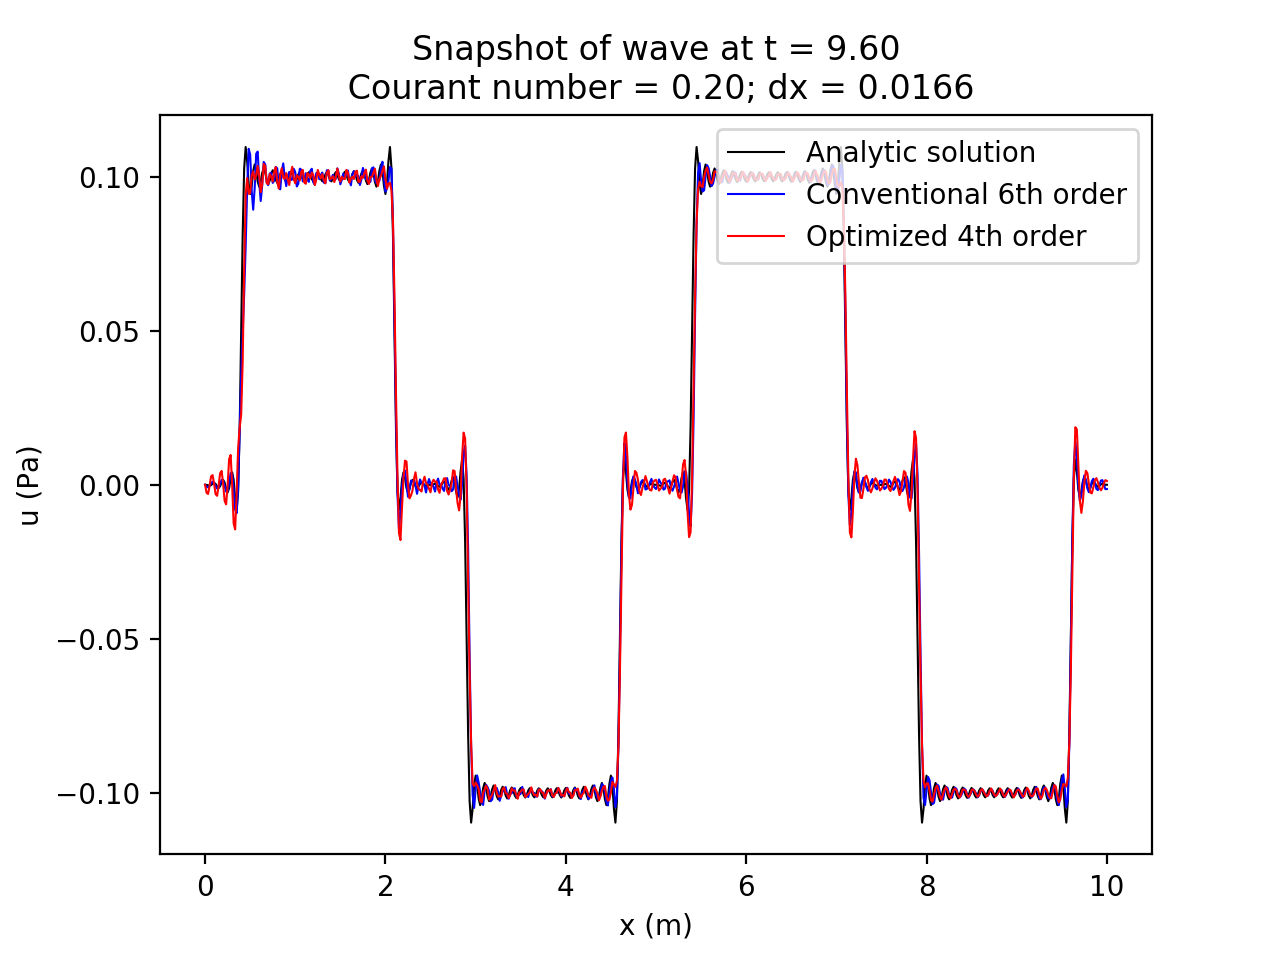 Snapshot of wave at t = 9.60
Courant number = 0.20; dx = 0.0166
Analytic solution
Conventional 6th order
Optimized 4th order
0.10
0.05
0.00
−0.05
−0.10
u (Pa)
0 2 4 6 8 10
x (m)